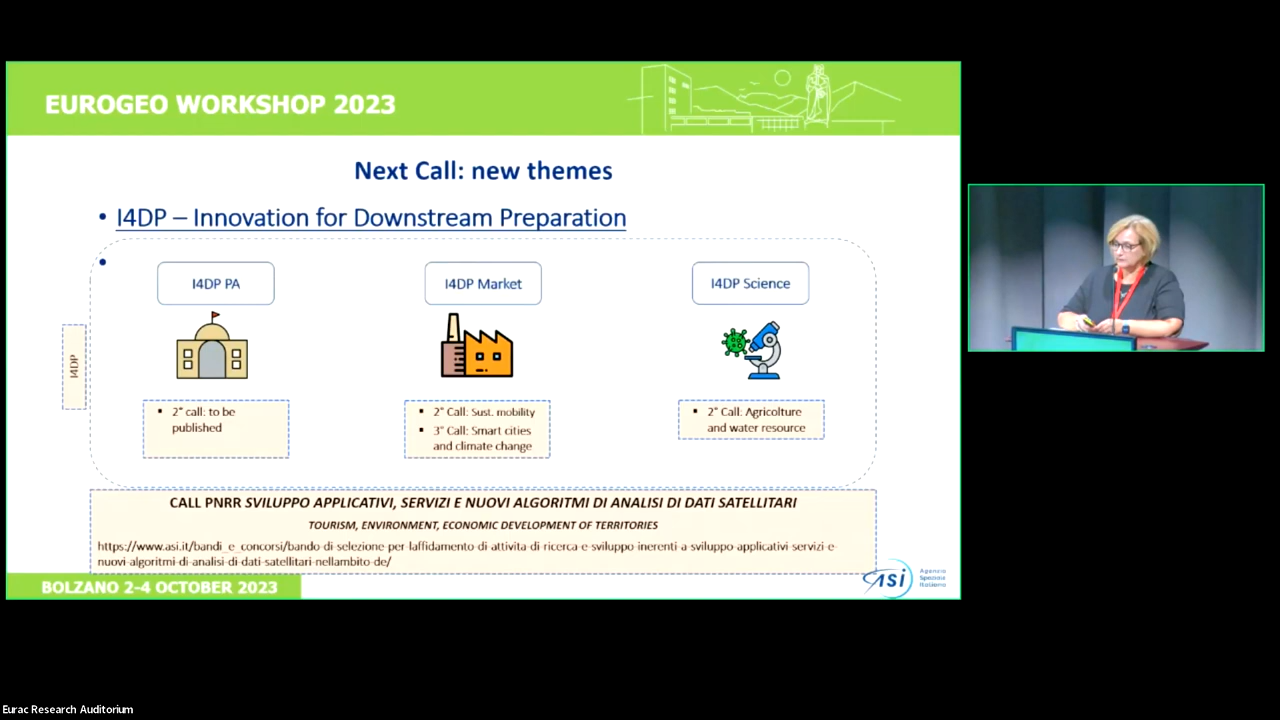 EUROGEO WORKSHOP 2023
Next Call: new themes
• I4DP – Innovation for Downstream Preparation
•
I4DP PA
I4DP Market
I4DP Science
I4DP
▪ 2° call: to be
published
▪ 2° Call: Sust. mobility
▪ 3° Call: Smart cities
and climate change
▪ 2° Call: Agricolture
and water resource
CALL PNRR SVILUPPO APPLICATIVI, SERVIZI E NUOVI ALGORITMI DI ANALISI DI DATI SATELLITARI
TOURISM, ENVIRONMENT, ECONOMIC DEVELOPMENT OF TERRITORIES
https://www.asi.it/bandi_e_concorsi/bando-di-selezione-per-laffidamento-di-attivita-di-ricerca-e-sviluppo-inerenti-a-sviluppo-applicativi-servizi-e-
nuovi-algoritmi-di-analisi-di-dati-satellitari-nellambito-de/
BOLZANO 2-4 OCTOBER 2023
asi
Agenzia
Spaziale
Italiana
Eurac Research Auditorium